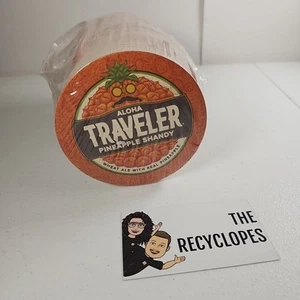 ALOHA
TRAVELER
PINEAPPLE SHANDY
WHEAT ALE WITH REAL PINEAPPLE
THE
RECYCLOPES